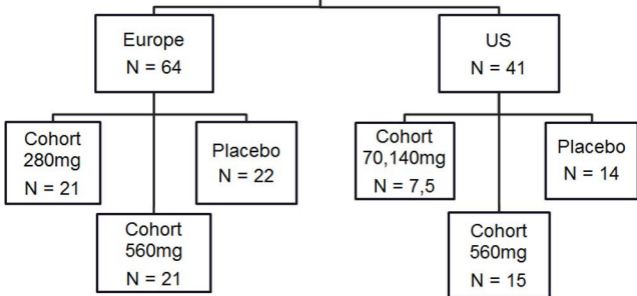 Europe
N = 64
US
N = 41
Cohort
280mg
N = 21
Placebo
N = 22
Cohort
70,140mg
N = 7,5
Placebo
N = 14
Cohort
560mg
N = 21
Cohort
560mg
N = 15